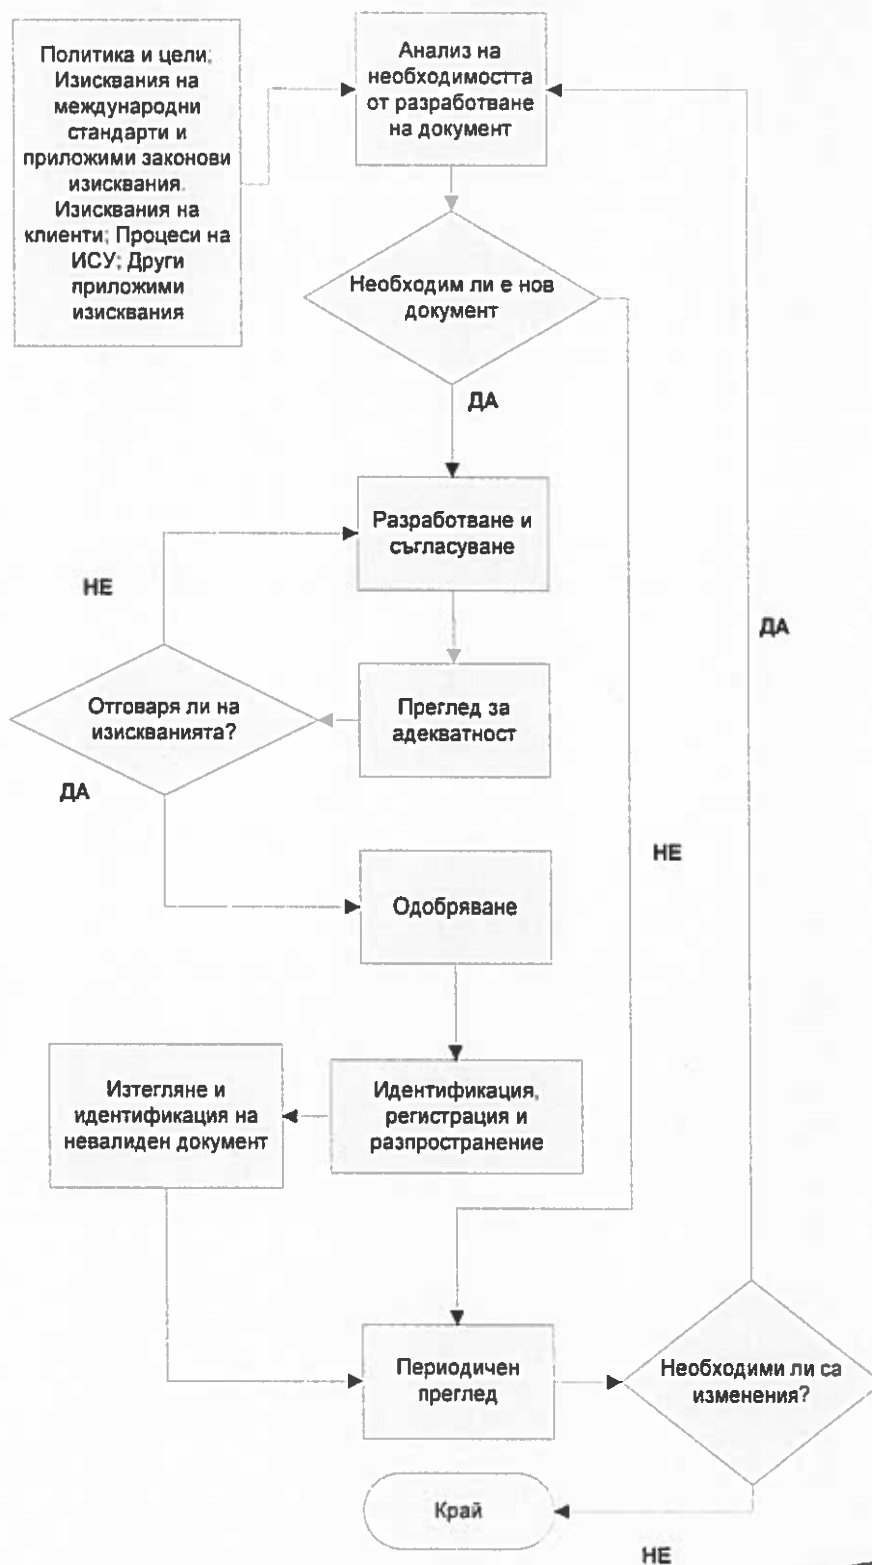 Политика и цели;
Изисквания на
международни
стандарти и
приложими законови
изисквания.
Изисквания на
клиенти; Процеси на
ИСУ; Други
приложими
изисквания
Анализ на
необходимостта
от разработване
на документ
Необходим ли е нов
документ
ДА
Разработване и
съгласуване
НЕ
ДА
Отговаря ли на
изискванията?
Преглед за
адекватност
ДА
НЕ
Одобряване
Изтегляне и
идентификация на
невалиден документ
Идентификация,
регистрация и
разпространение
Периодичен
преглед
Необходими ли са
изменения?
Край
НЕ